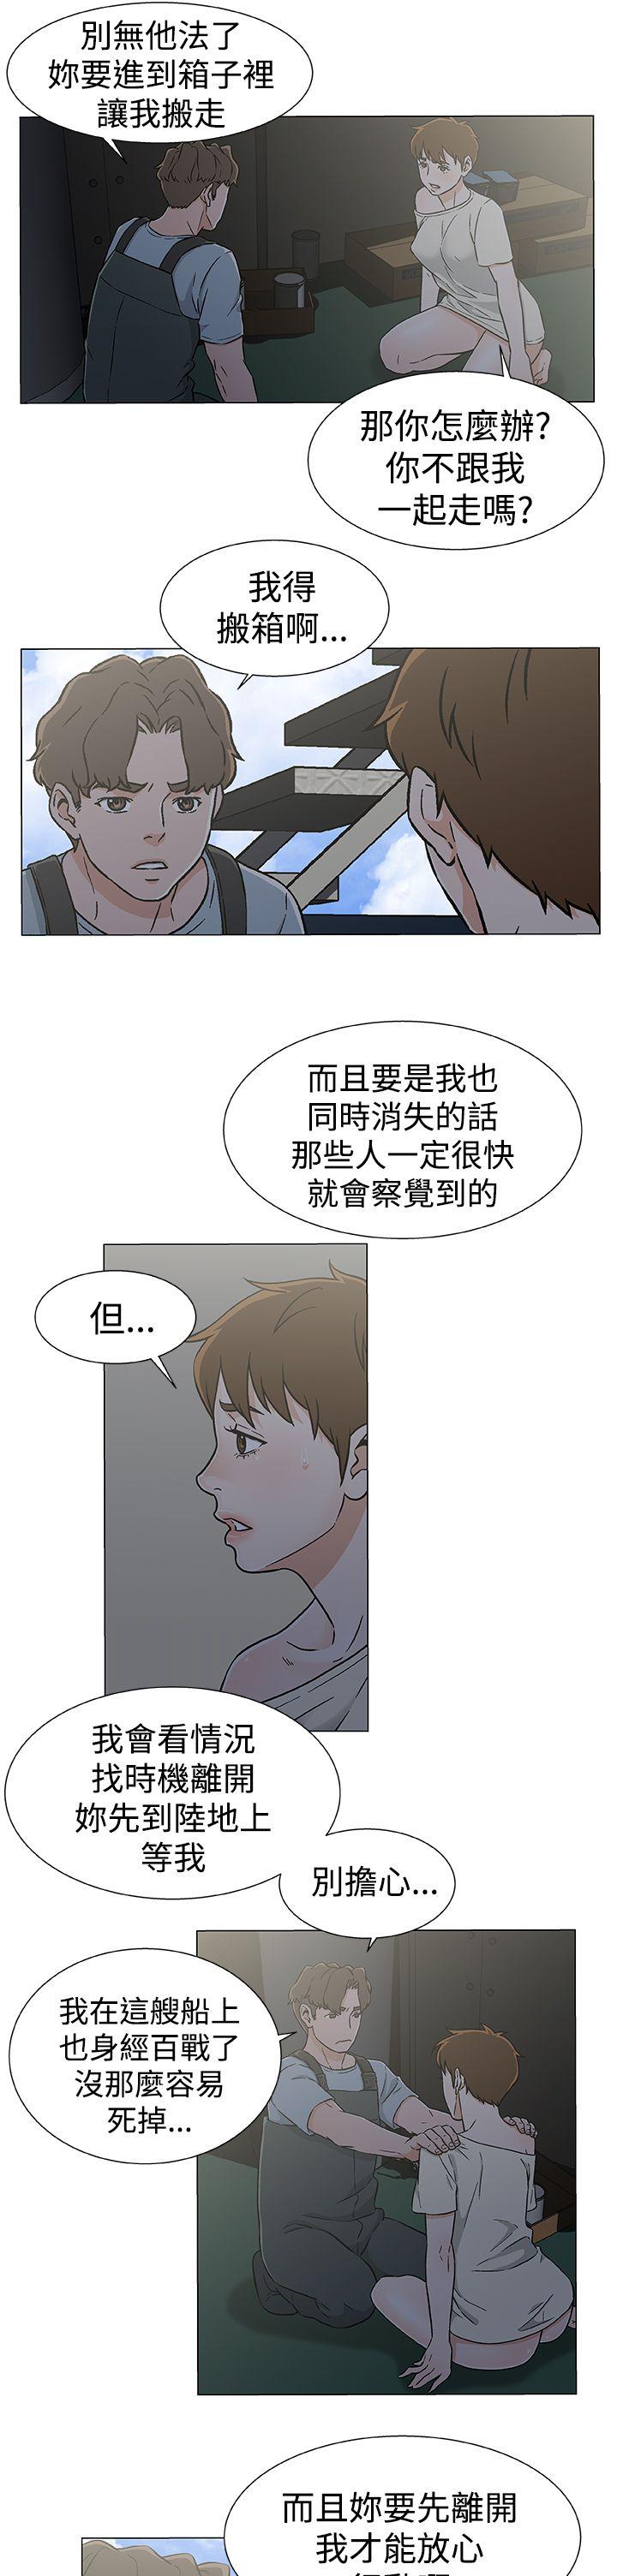 別無他法了
妳要進到箱子裡
讓我搬走
那你怎麼辦?
你不跟我
一起走嗎?
我得
搬箱啊...
而且要是我也
同時消失的話
那些人一定很快
就會察覺到的
但...
我會看情況
找時機離開
妳先到陸地上
等我
別擔心...
我在這艘船上
也身經百戰了
沒那麼容易
死掉...
而且妳要先離開
我才能放心